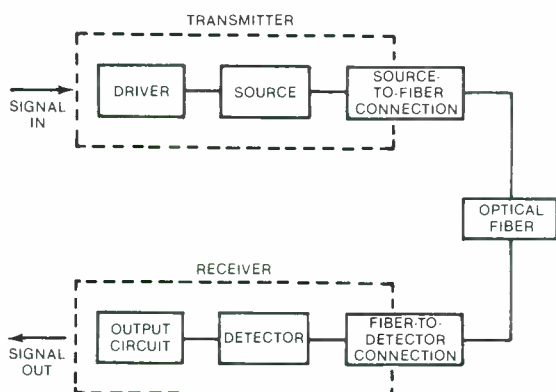 TRANSMITTER
SIGNAL
IN
DRIVER
SOURCE
SOURCE-
TO-FIBER
CONNECTION
OPTICAL
FIBER
RECEIVER
SIGNAL
OUT
OUTPUT
CIRCUIT
DETECTOR
FIBER-TO-
DETECTOR
CONNECTION